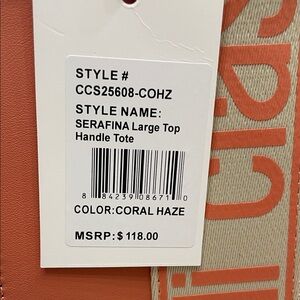 STYLE #
CCS25608-COHZ
STYLE NAME:
SERAFINA Large Top
Handle Tote
8 84239 08671 0
COLOR:CORAL HAZE
MSRP: $ 118.00